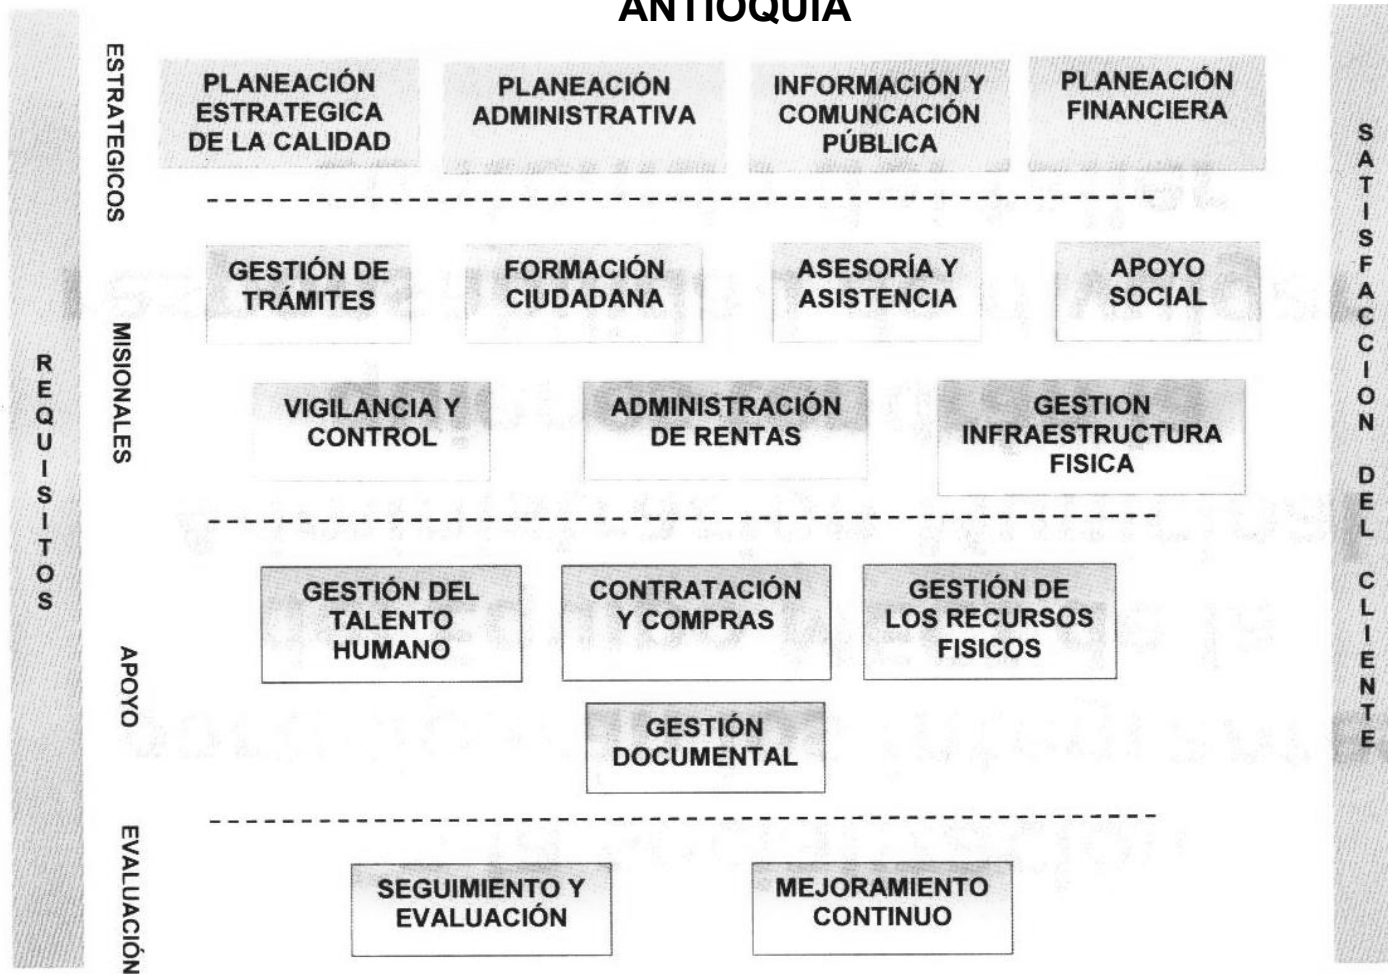 ANTIOQUIA
ESTRATEGICOS
PLANEACIÓN
ESTRATEGICA
DE LA CALIDAD
PLANEACIÓN
ADMINISTRATIVA
INFORMACIÓN Y
COMUNCACIÓN
PÚBLICA
PLANEACIÓN
FINANCIERA
MISIONALES
GESTIÓN DE
TRÁMITES
FORMACIÓN
CIUDADANA
ASESORÍA Y
ASISTENCIA
APOYO
SOCIAL
VIGILANCIA Y
CONTROL
ADMINISTRACIÓN
DE RENTAS
GESTION
INFRAESTRUCTURA
FISICA
APOYO
GESTIÓN DEL
TALENTO
HUMANO
CONTRATACIÓN
Y COMPRAS
GESTIÓN DE
LOS RECURSOS
FISICOS
GESTIÓN
DOCUMENTAL
EVALUACIÓN
SEGUIMIENTO Y
EVALUACIÓN
MEJORAMIENTO
CONTINUO
REQUISITOS
SATISFACCION DEL CLIENTE